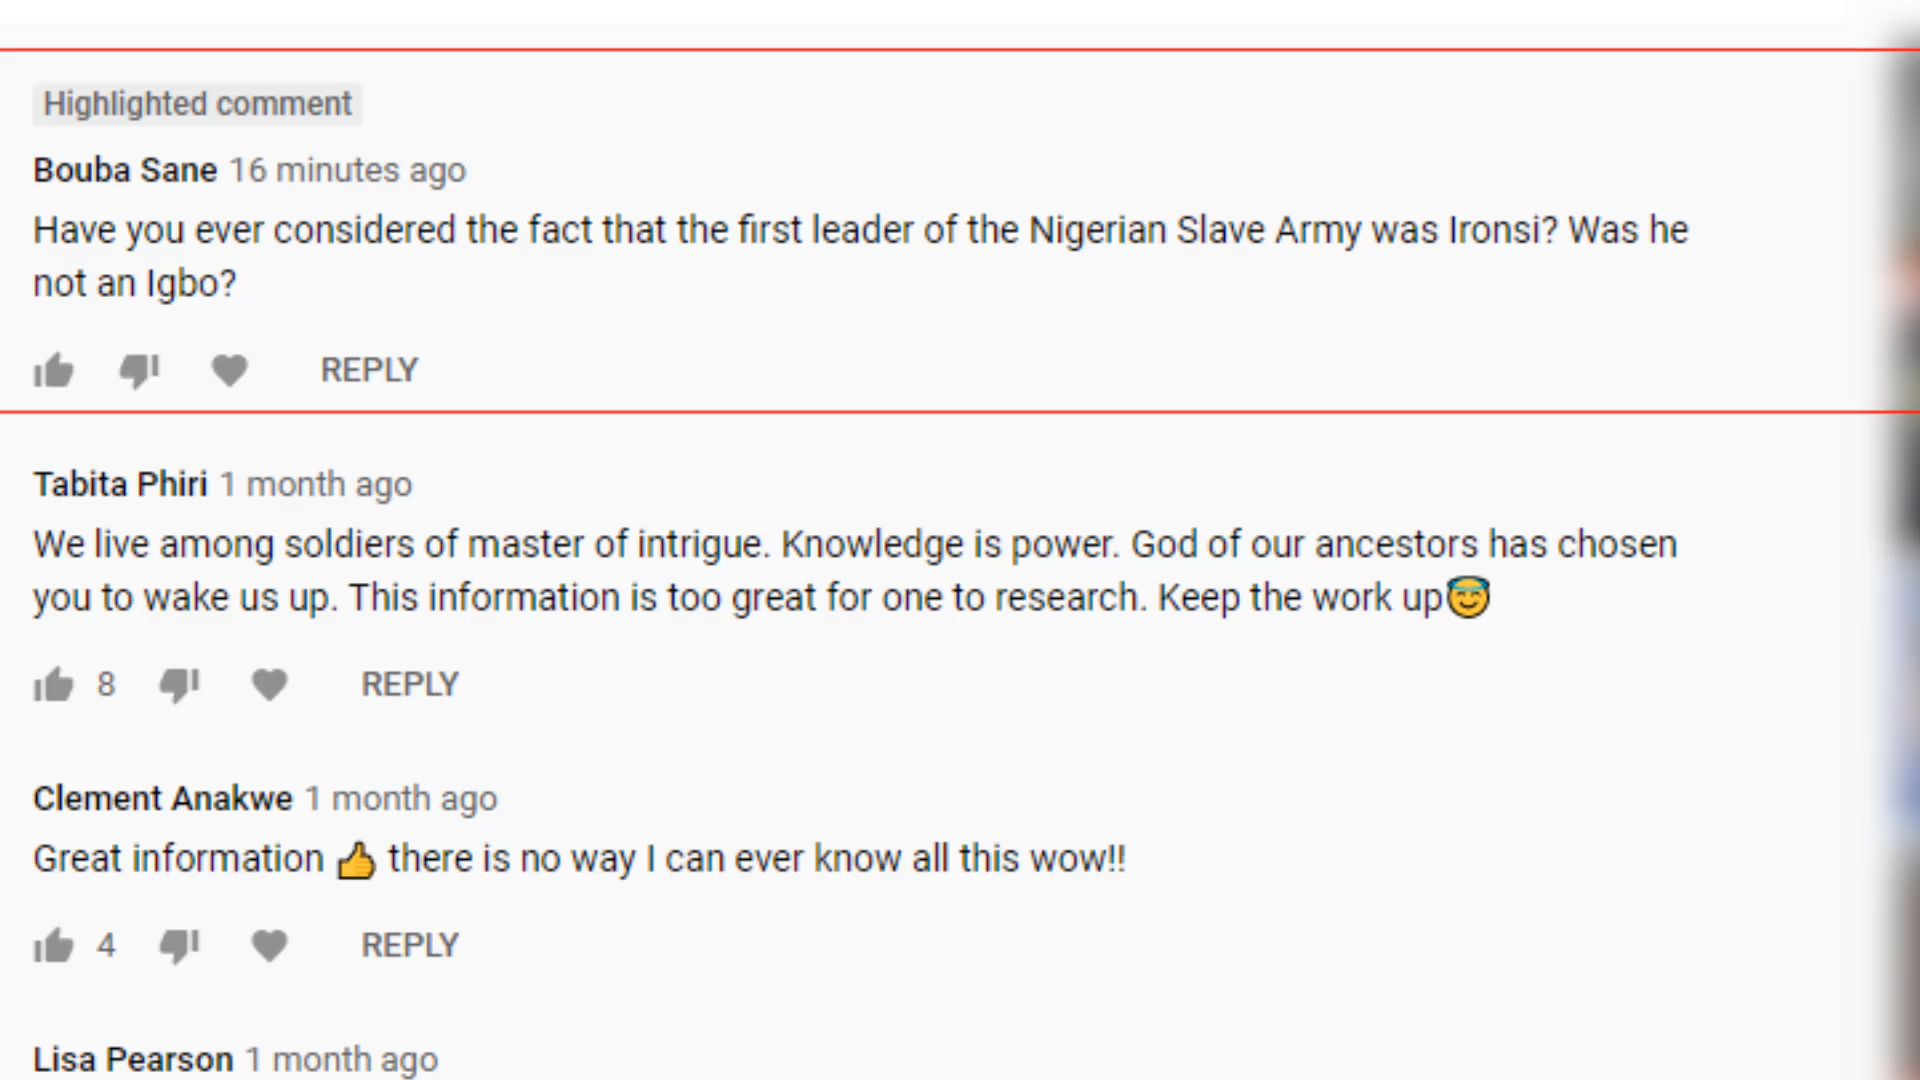 Highlighted comment
Bouba Sane 16 minutes ago
Have you ever considered the fact that the first leader of the Nigerian Slave Army was Ironsi? Was he
not an Igbo?
REPLY
Tabita Phiri 1 month ago
We live among soldiers of master of intrigue. Knowledge is power. God of our ancestors has chosen
you to wake us up. This information is too great for one to research. Keep the work up😇
8 REPLY
Clement Anakwe 1 month ago
Great information 👍 there is no way I can ever know all this wow!!
4 REPLY
Lisa Pearson 1 month ago